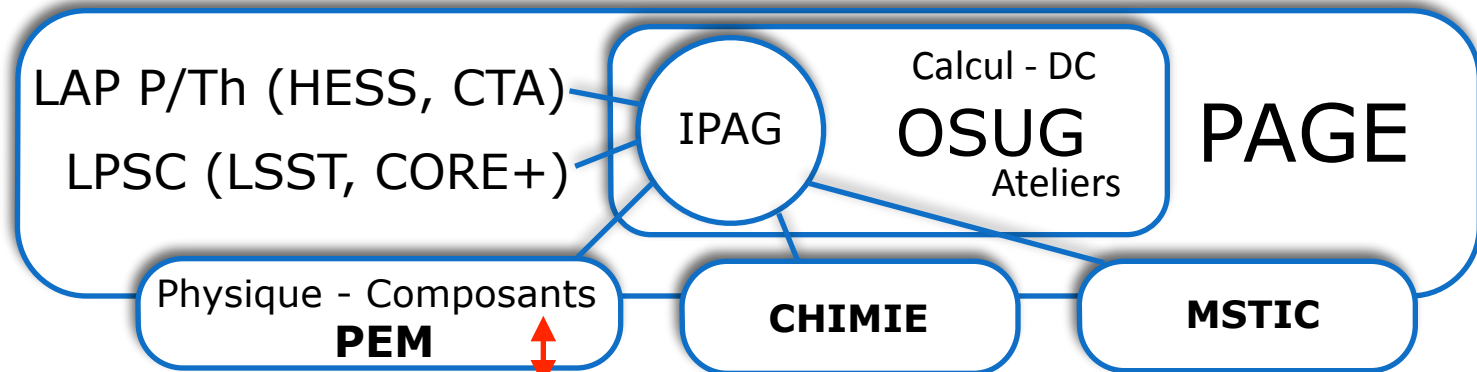 LAP P/Th (HESS, CTA)
LPSC (LSST, CORE+)
IPAG
Calcul - DC
OSUG
Ateliers
PAGE
Physique - Composants
PEM
CHIMIE
MSTIC